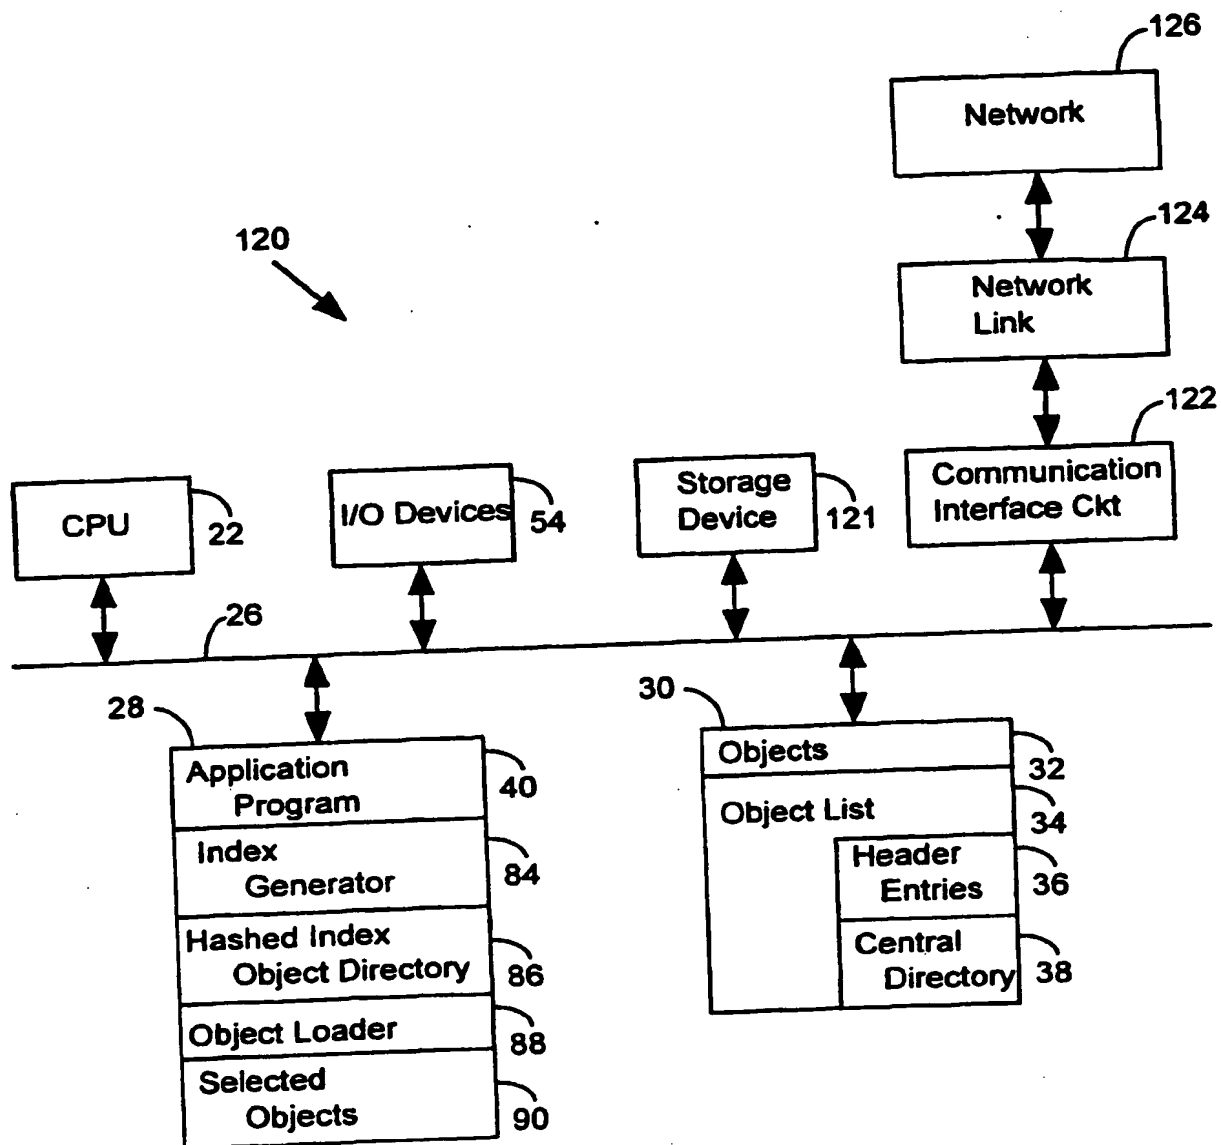 126
Network
124
Network
Link
120
122
Communication
Interface Ckt
Storage
Device
121
I/O Devices
54
CPU
22
26
28
Application
Program
40
Index
Generator
84
Hashed Index
Object Directory
86
Object Loader
88
Selected
Objects
90
30
Objects
32
Object List
34
Header
Entries
36
Central
Directory
38